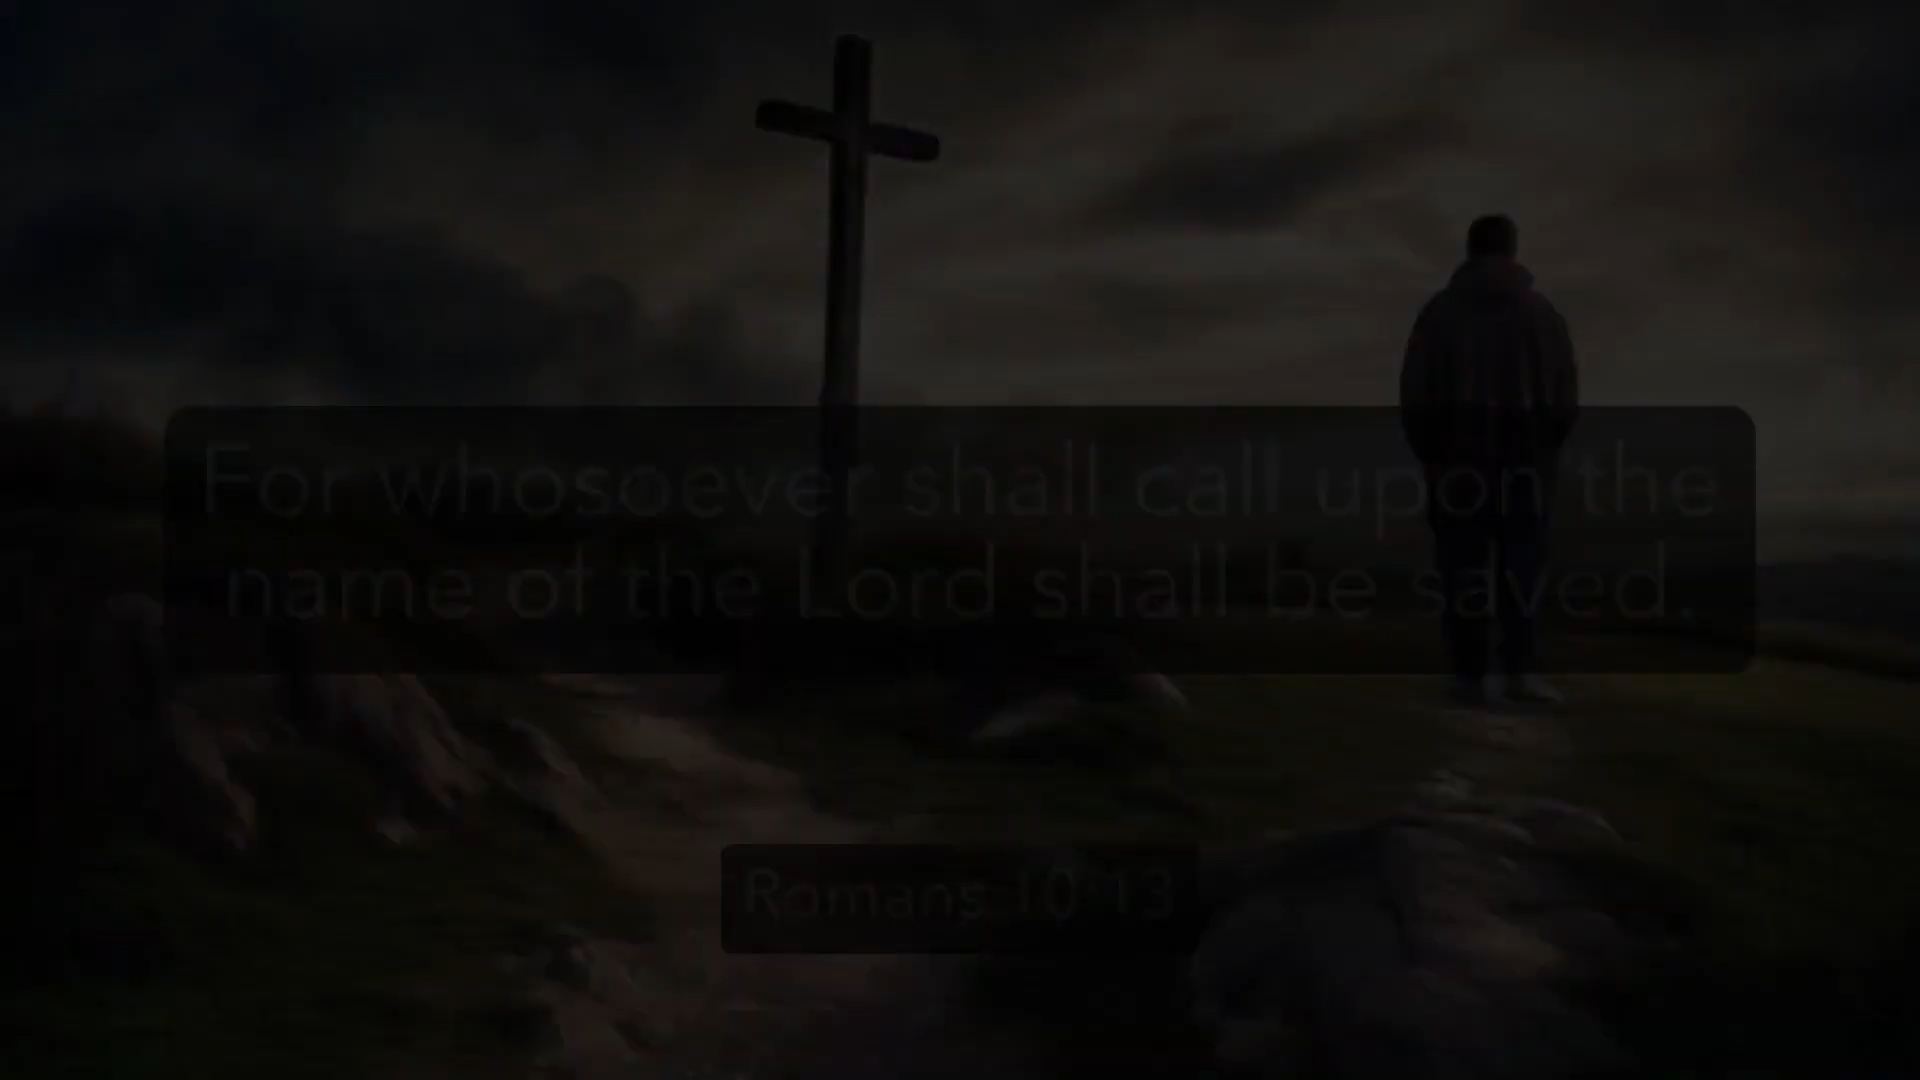 For whosoever shall call upon the
name of the Lord shall be saved.
Romans 10:13